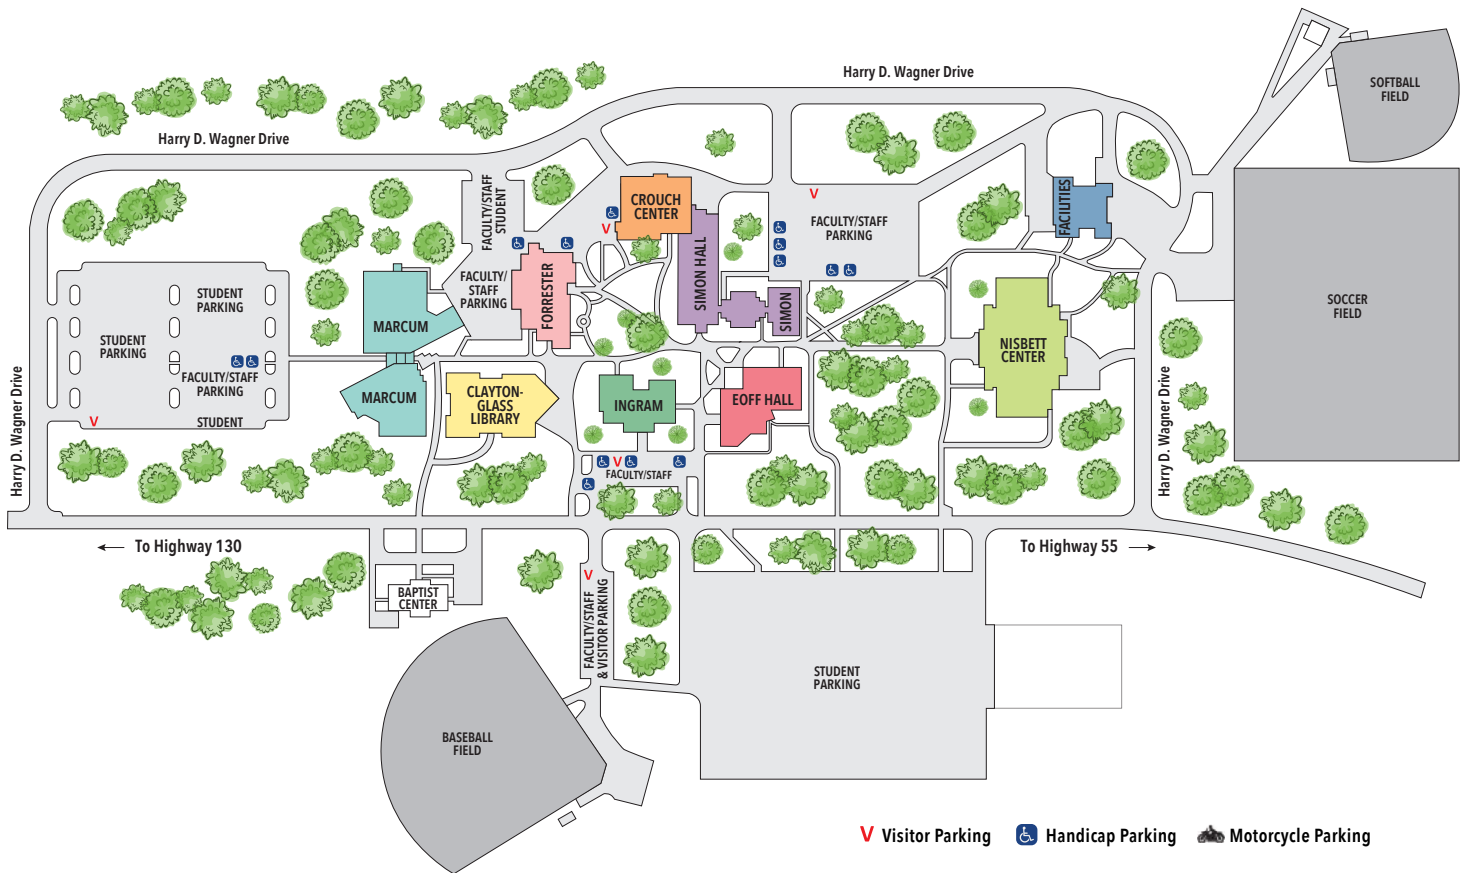 Harry D. Wagner Drive
SOFTBALL
FIELD
Harry D. Wagner Drive
FACULTY/STAFF
STUDENT
CROUCH
CENTER
V
V
FACULTY/STAFF
PARKING
FACILITIES
SIMON HALL
SIMON
FORRESTER
FACULTY/
STAFF
PARKING
STUDENT
PARKING
STUDENT
PARKING
FACULTY/STAFF
PARKING
V
STUDENT
MARCUM
MARCUM
CLAYTON-
GLASS
LIBRARY
INGRAM
EOFF HALL
NISBETT
CENTER
SOCCER
FIELD
Harry D. Wagner Drive
Harry D. Wagner Drive
V
FACULTY/STAFF
To Highway 130
To Highway 55
BAPTIST
CENTER
V
FACULTY/STAFF
& VISITOR PARKING
STUDENT
PARKING
BASEBALL
FIELD
V Visitor Parking
Handicap Parking
Motorcycle Parking